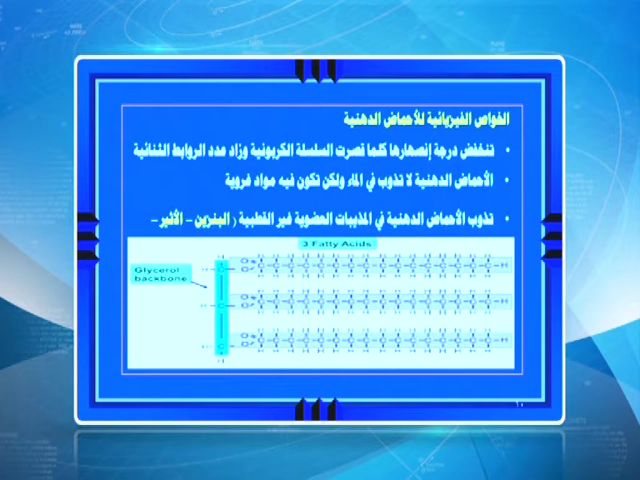 الخواص الفيزيائية للأحماض الدهنية
• تنخفض درجة إنصهارها كلما قصرت السلسلة الكربونية وزاد عدد الروابط الثنائية
• الأحماض الدهنية لا تذوب في الماء ولكن تكون فيه مواد غروية
• تذوب الأحماض الدهنية في المذيبات العضوية غير القطبية ( البنزين – الأثير –
3 Fatty Acids
Glycerol
backbone